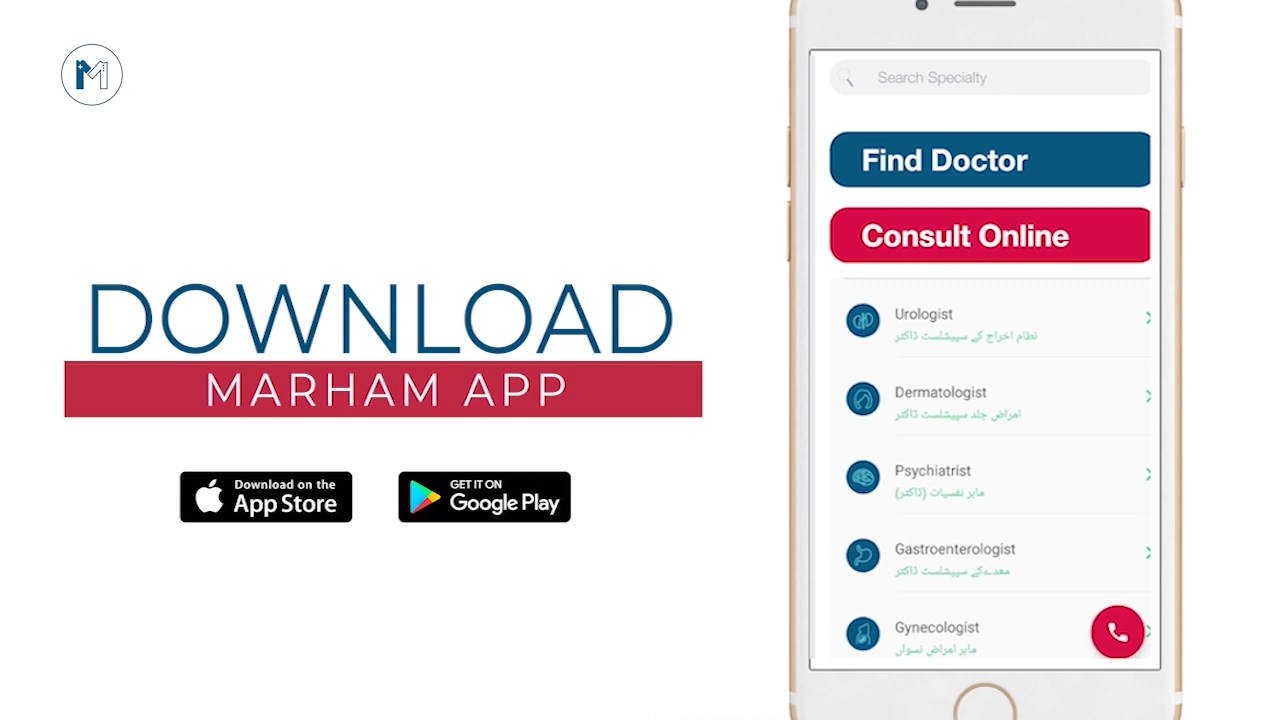 DOWNLOAD
MARHAM APP
Download on the
App Store
GET IT ON
Google Play
Search Specialty
Find Doctor
Consult Online
Urologist
نظام اخراج کے سپیشلسٹ ڈاکٹر
Dermatologist
امراض جلد سپیشلسٹ ڈاکٹر
Psychiatrist
ماہر نفسیات (ڈاکٹر)
Gastroenterologist
معدے کے سپیشلسٹ ڈاکٹر
Gynecologist
ماہر امراض نسواں